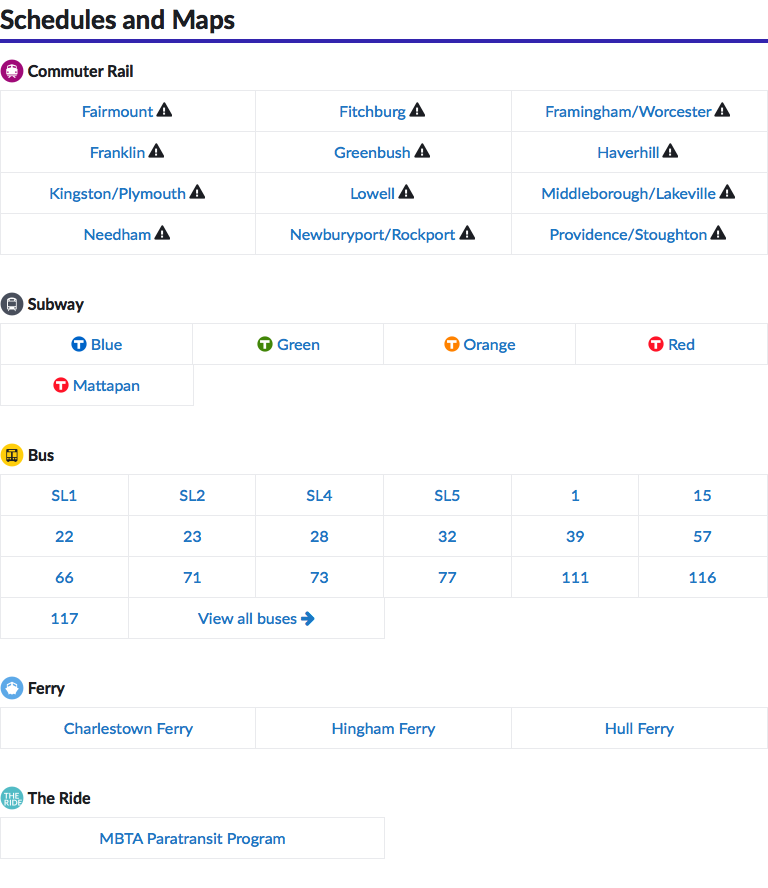 Schedules and Maps
Commuter Rail
Fairmount Fitchburg Framingham/Worcester
Franklin Greenbush Haverhill
Kingston/Plymouth Lowell Middleborough/Lakeville
Needham Newburyport/Rockport Providence/Stoughton
Subway
T Blue T Green T Orange T Red
T Mattapan
Bus
SL1 SL2 SL4 SL5 1 15
22 23 28 32 39 57
66 71 73 77 111 116
117 View all buses
Ferry
Charlestown Ferry Hingham Ferry Hull Ferry
THE RIDE The Ride
MBTA Paratransit Program